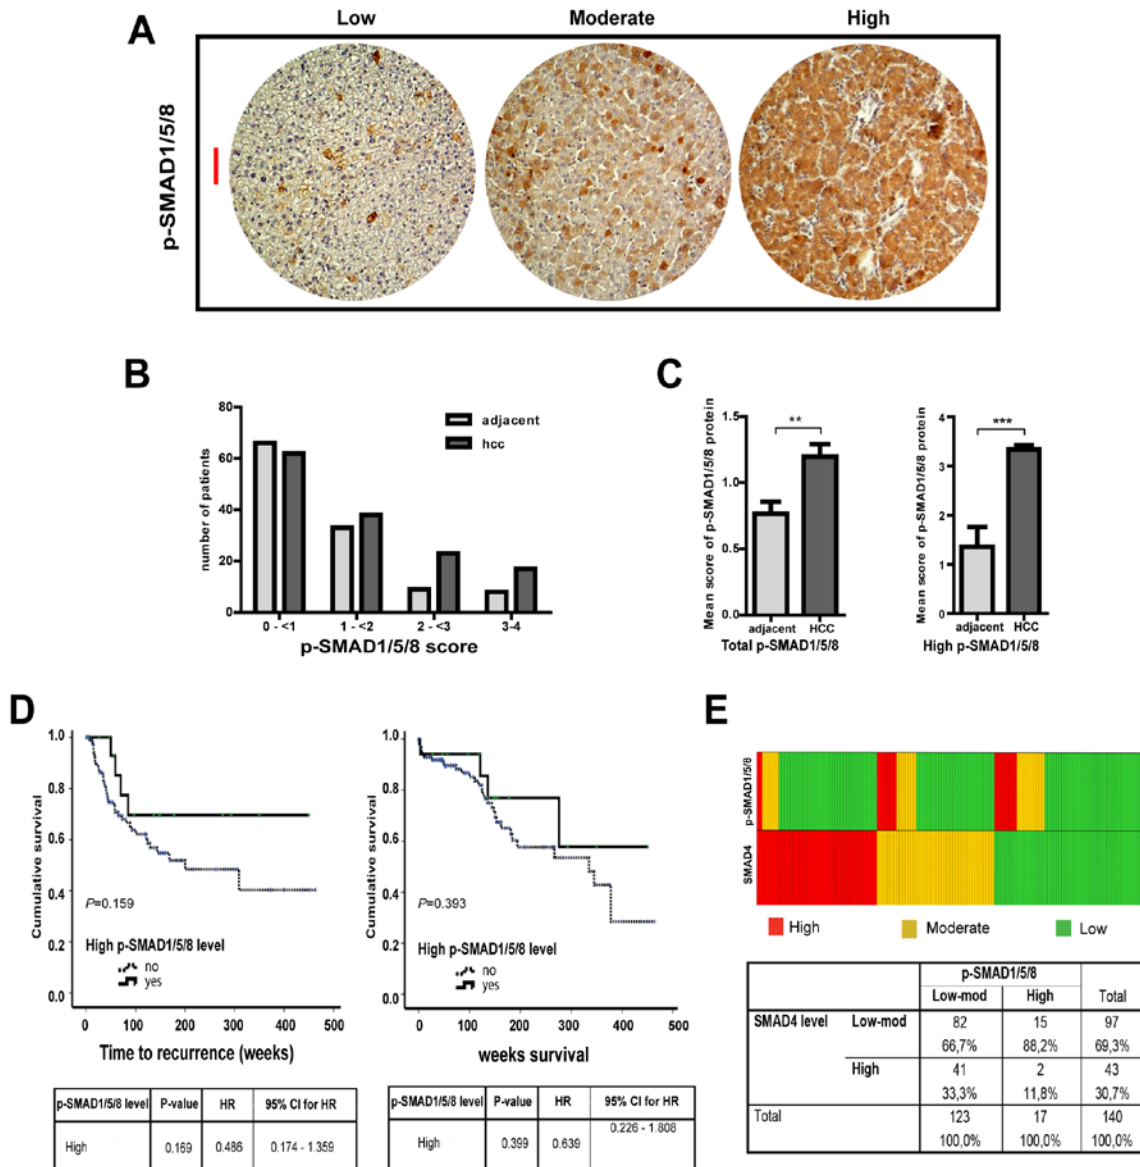 A
Low Moderate High
p-SMAD1/5/8
B
80
60
40
20
0
number of patients
adjacent
hcc
0 - <1 1 - <2 2 - <3 3-4
p-SMAD1/5/8 score
C
Mean score of p-SMAD1/5/8 protein
1.5
1.0
0.5
0.0
**
adjacent HCC
Total p-SMAD1/5/8
Mean score of p-SMAD1/5/8 protein
4
3
2
1
0
***
adjacent HCC
High p-SMAD1/5/8
D
Cumulative survival
1.0
0.8
0.6
0.4
0.2
0.0
P=0.159
High p-SMAD1/5/8 level
no
yes
0 100 200 300 400 500
Time to recurrence (weeks)
Cumulative survival
1.0
0.8
0.6
0.4
0.2
0.0
P=0.393
High p-SMAD1/5/8 level
no
yes
0 100 200 300 400 500
weeks survival
p-SMAD1/5/8 level P-value HR 95% CI for HR
High 0.169 0.486 0.174 - 1.359
p-SMAD1/5/8 level P-value HR 95% CI for HR
High 0.399 0.639 0.226 - 1.808
E
p-SMAD1/5/8
SMAD4
High Moderate Low
p-SMAD1/5/8
Low-mod High Total
SMAD4 level Low-mod 82 15 97
66,7% 88,2% 69,3%
High 41 2 43
33,3% 11,8% 30,7%
Total 123 17 140
100,0% 100,0% 100,0%